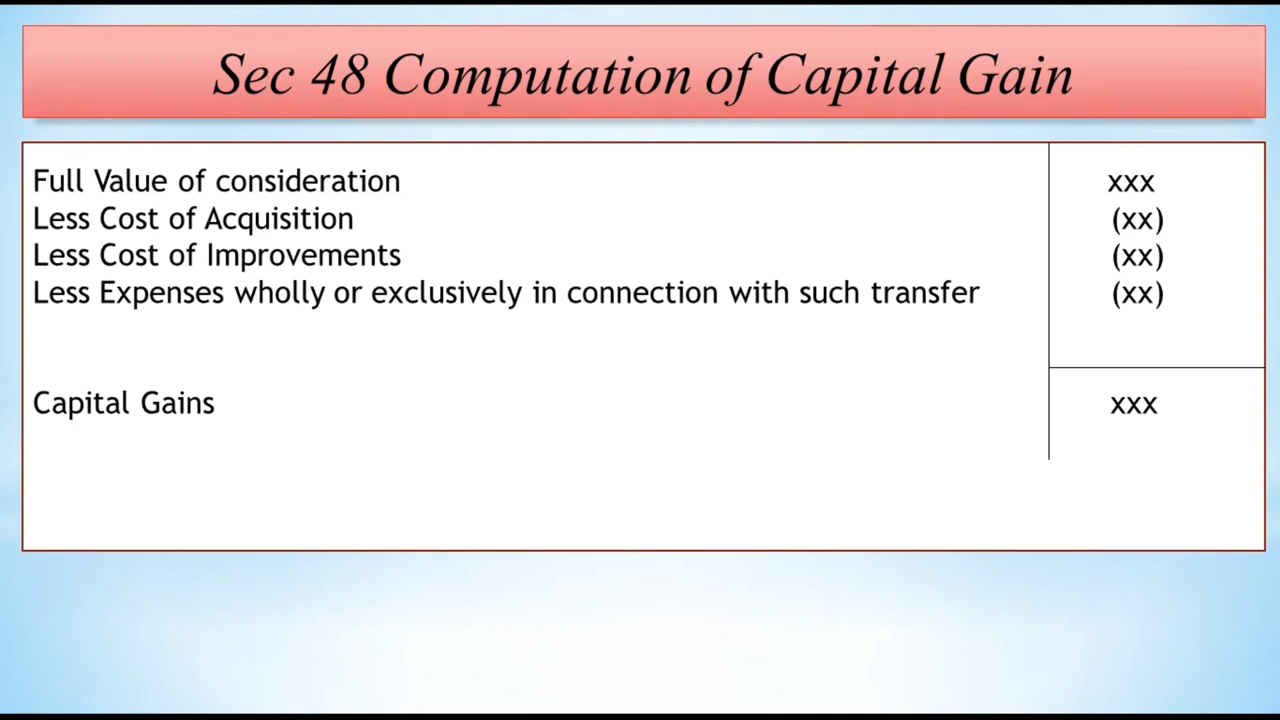 Sec 48 Computation of Capital Gain
Full Value of consideration xxx
Less Cost of Acquisition (xx)
Less Cost of Improvements (xx)
Less Expenses wholly or exclusively in connection with such transfer (xx)
Capital Gains xxx